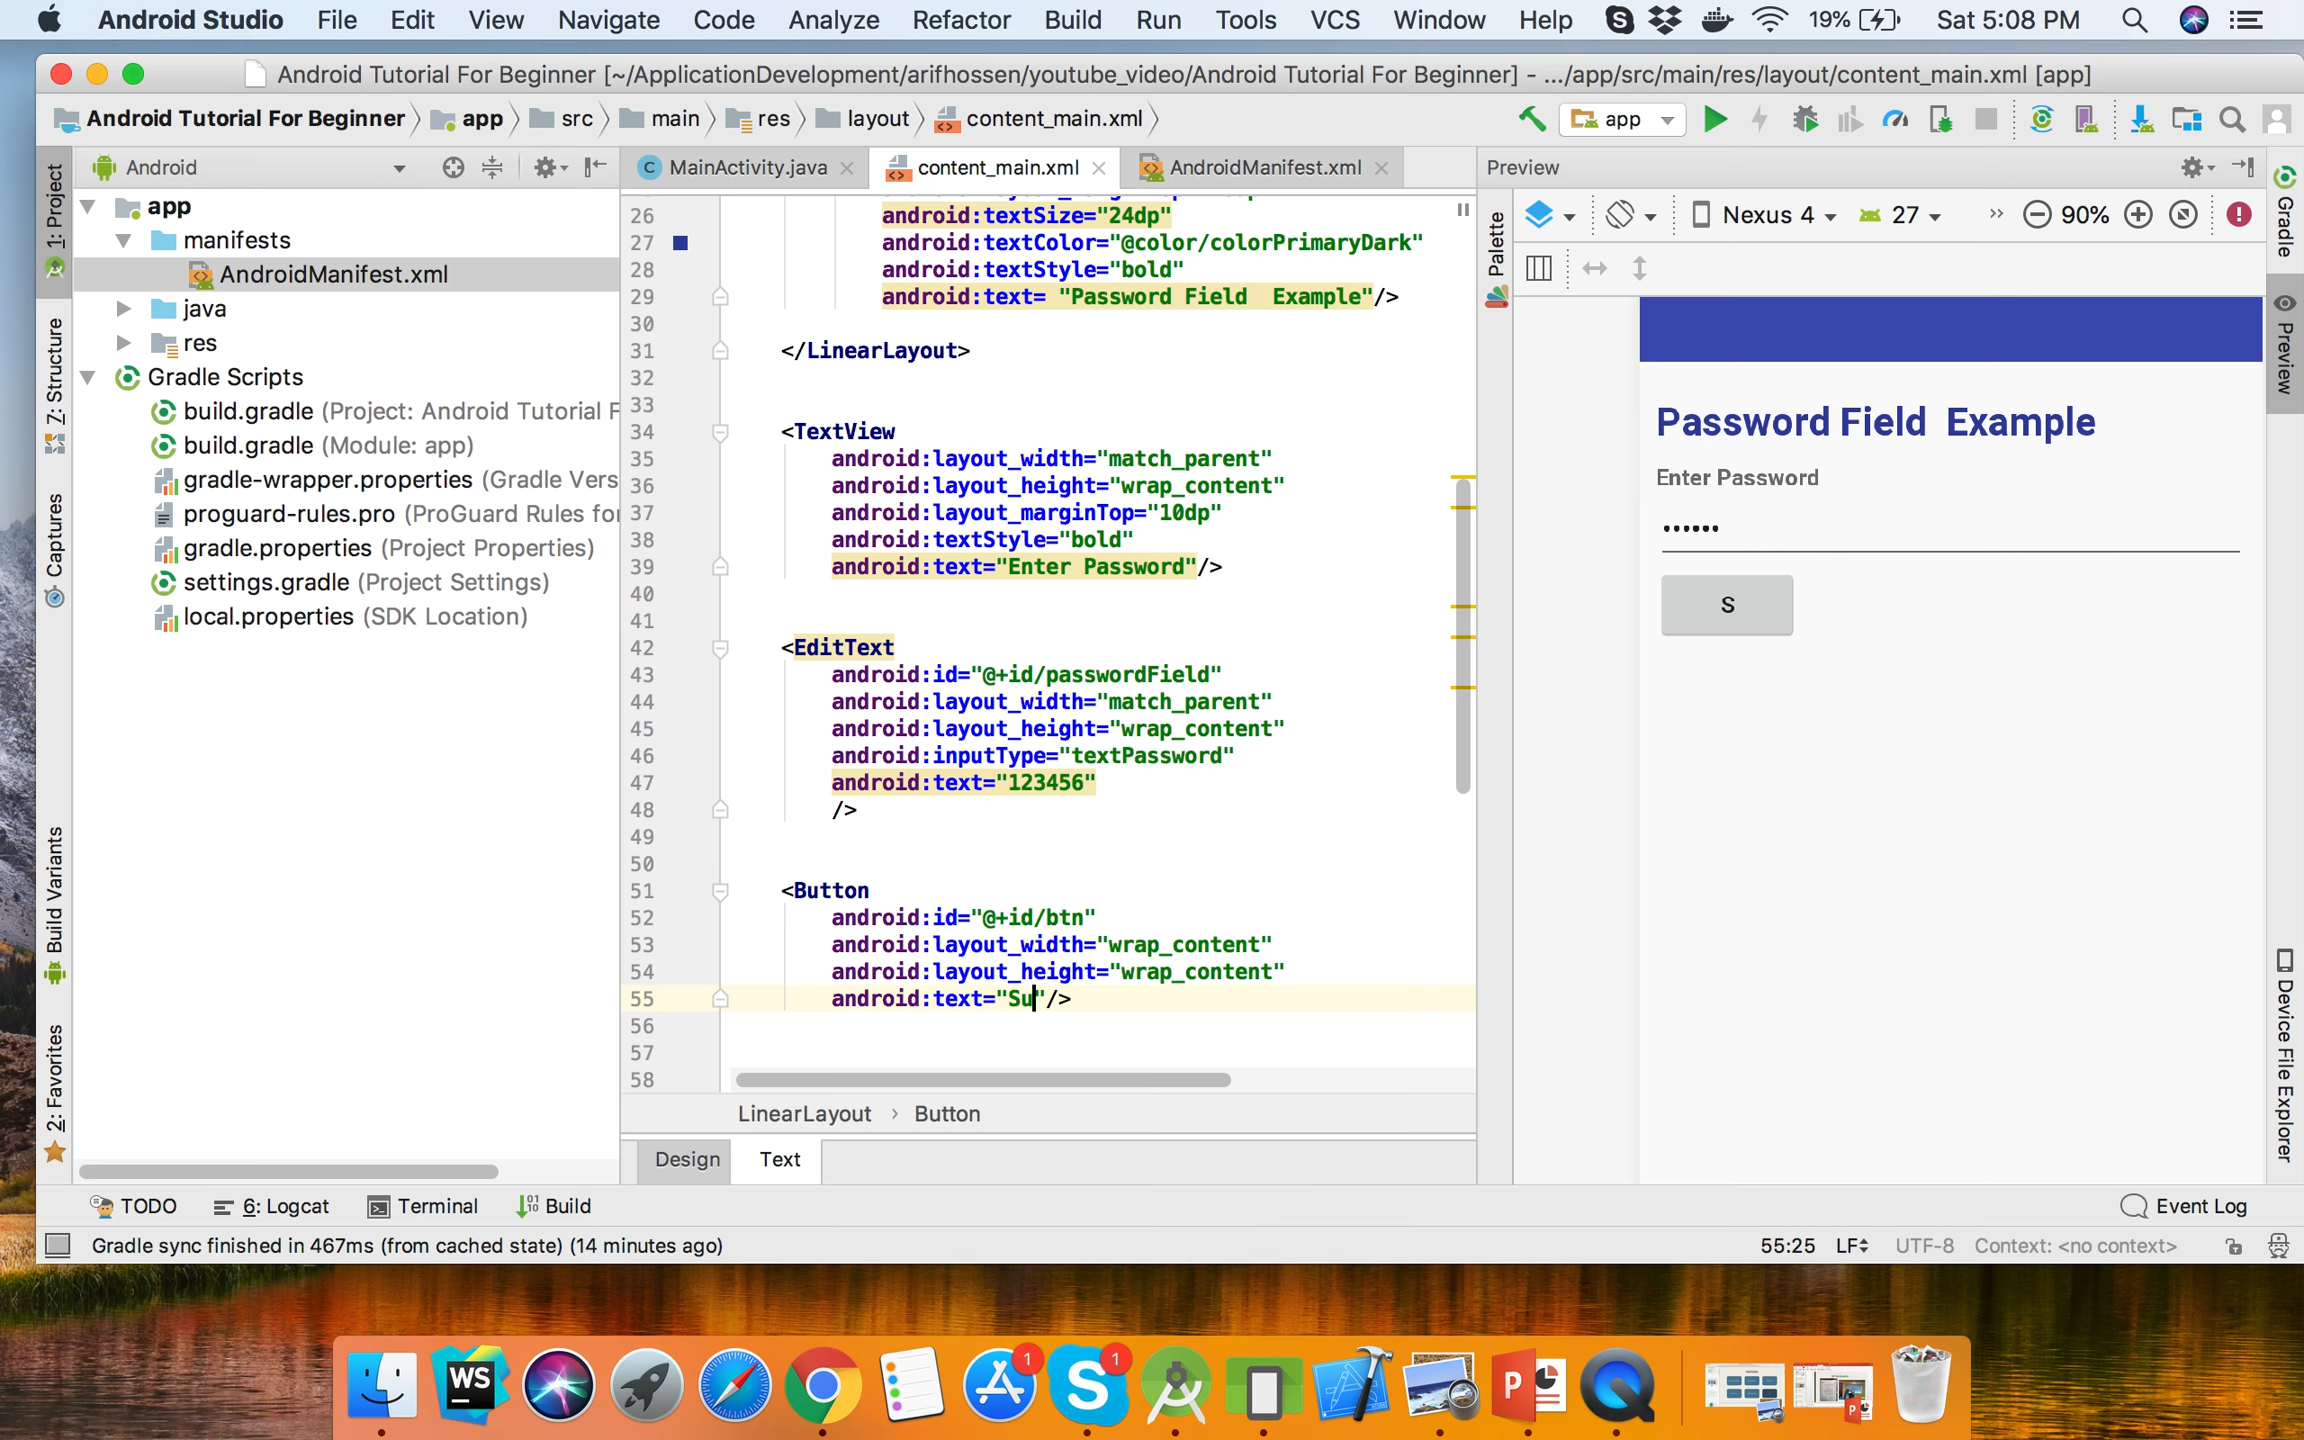 Android Studio File Edit View Navigate Code Analyze Refactor Build Run Tools VCS Window Help 19% Sat 5:08 PM
Android Tutorial For Beginner [~/ApplicationDevelopment/arifhossen/youtube_video/Android Tutorial For Beginner] - .../app/src/main/res/layout/content_main.xml [app]
Android Tutorial For Beginner app src main res layout content_main.xml app
Android MainActivity.java content_main.xml AndroidManifest.xml Preview
1: Project
7: Structure
Captures
Build Variants
2: Favorites
app
manifests
AndroidManifest.xml
java
res
Gradle Scripts
build.gradle (Project: Android Tutorial F
build.gradle (Module: app)
gradle-wrapper.properties (Gradle Vers
proguard-rules.pro (ProGuard Rules fo
gradle.properties (Project Properties)
settings.gradle (Project Settings)
local.properties (SDK Location)
26 android:textSize="24dp"
27 android:textColor="@color/colorPrimaryDark"
28 android:textStyle="bold"
29 android:text= "Password Field  Example"/>
30
31 </LinearLayout>
32
33
34 <TextView
35 android:layout_width="match_parent"
36 android:layout_height="wrap_content"
37 android:layout_marginTop="10dp"
38 android:textStyle="bold"
39 android:text="Enter Password"/>
40
41
42 <EditText
43 android:id="@+id/passwordField"
44 android:layout_width="match_parent"
45 android:layout_height="wrap_content"
46 android:inputType="textPassword"
47 android:text="123456"
48 />
49
50
51 <Button
52 android:id="@+id/btn"
53 android:layout_width="wrap_content"
54 android:layout_height="wrap_content"
55 android:text="Su"/>
56
57
58
LinearLayout › Button
Design Text
Palette
Nexus 4 27 » 90%
Password Field  Example
Enter Password
••••••
S
Gradle
Preview
Device File Explorer
TODO 6: Logcat Terminal Build Event Log
Gradle sync finished in 467ms (from cached state) (14 minutes ago) 55:25 LF UTF-8 Context: <no context>
WS 1 S 1 P